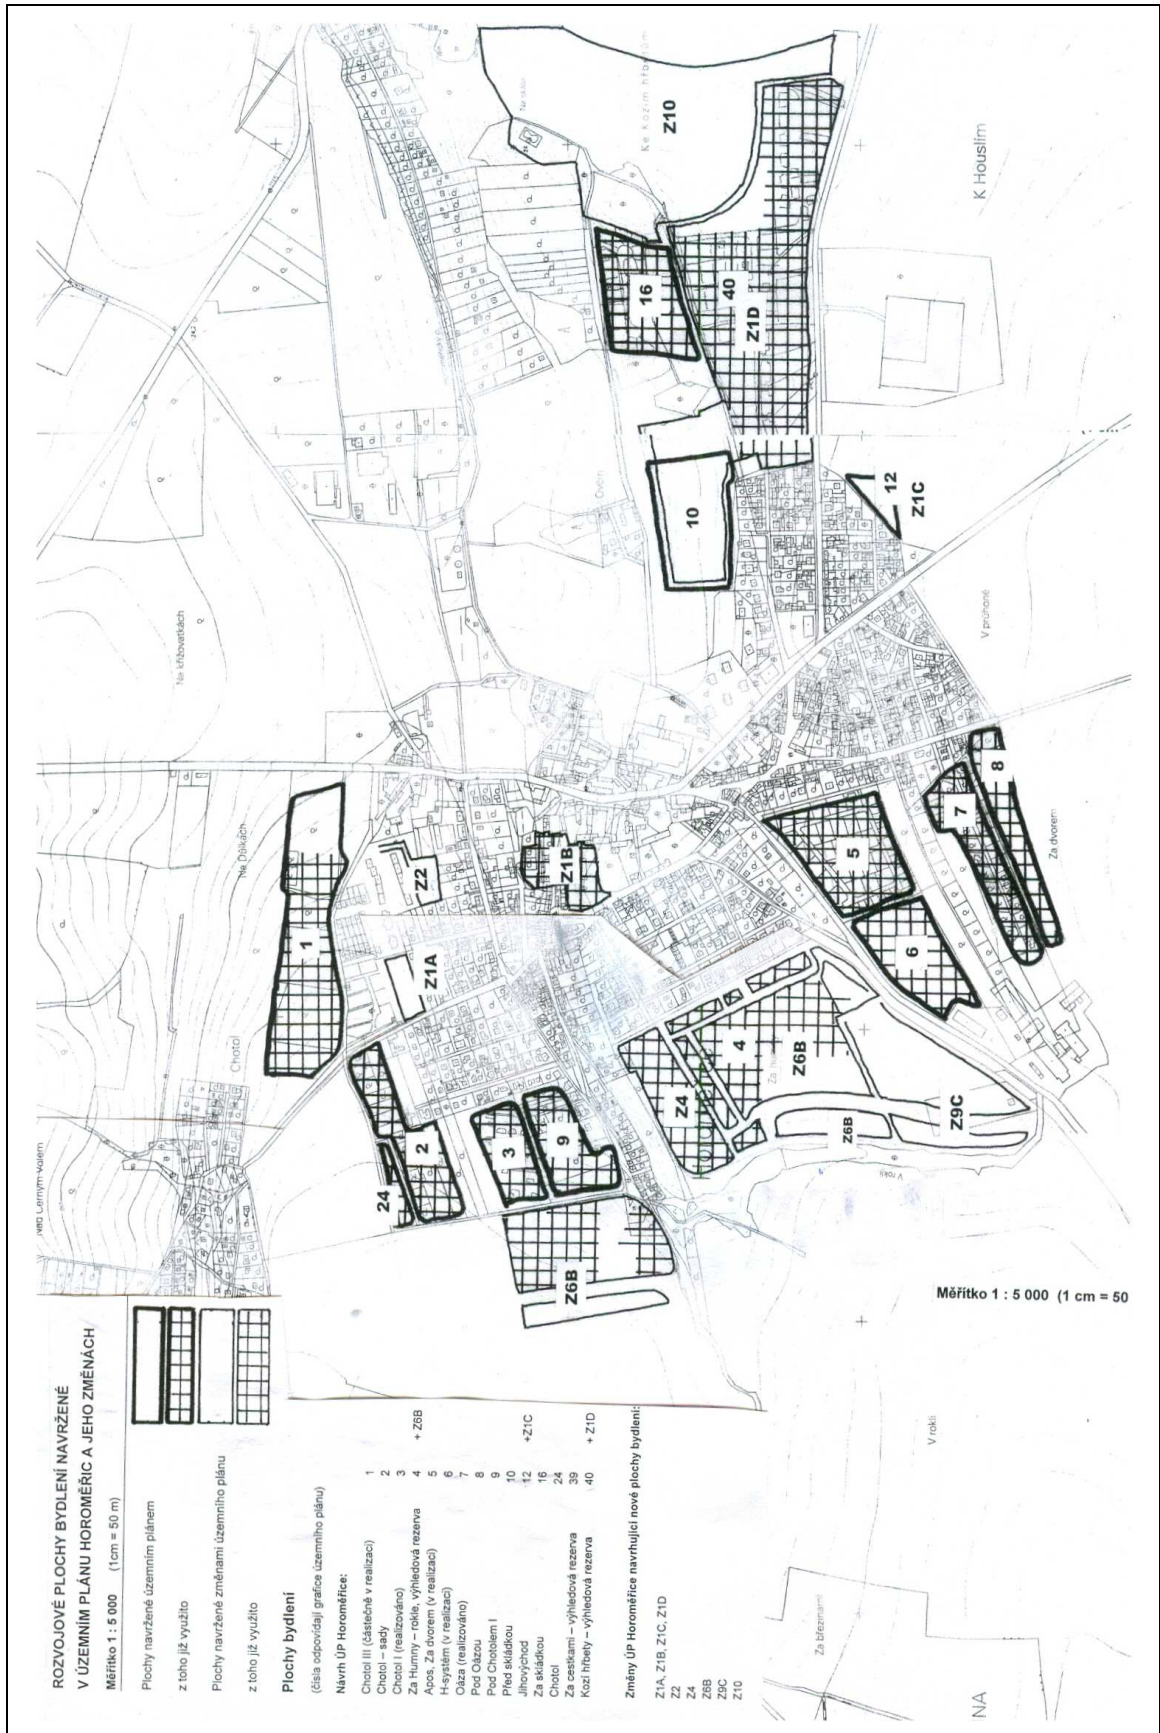 ROZVOJOVÉ PLOCHY BYDLENÍ NAVRŽENÉ
V ÚZEMNÍM PLÁNU HOROMĚŘIC A JEHO ZMĚNÁCH
Měřítko 1 : 5 000 (1cm = 50 m)
Plochy navržené územním plánem
z toho již využito
Plochy navržené změnami územního plánu
z toho již využito
Plochy bydlení
(čísla odpovídají grafice územního plánu)
Návrh ÚP Horoměřice:
Chotol III (částečně v realizaci) 1
Chotol – sady 2
Chotol I (realizováno) 3
Za Humny – rokle, výhledová rezerva 4 + Z6B
Apos, Za dvorem (v realizaci) 5
H-systém (v realizaci) 6
Oáza (realizováno) 7
Pod Oázou 8
Pod Chotolem I 9
Před skládkou 10
Jihovýchod 12 +Z1C
Za skládkou 16
Chotol 24
Za cestkami – výhledová rezerva 39
Kozí hřbety – výhledová rezerva 40 + Z1D
Změny ÚP Horoměřice navrhující nové plochy bydlení:
Z1A, Z1B, Z1C, Z1D
Z2
Z4
Z6B
Z9C
Z10
Nad Černým Valem
Chotol
Na Důlkách
Na křižovatkách
1
Z2
Z1A
Z1B
24
2
3
9
Z6B
Z4
4
Z6B
Z6B
Z9C
V rokli
5
6
7
8
Za dvorem
V průhoně
10
12
Z1C
16
40
Z1D
Z10
Ke Kozím hřbetům
K Houslím
Měřítko 1 : 5 000 (1 cm = 50
V rokli
Za březinami
NA